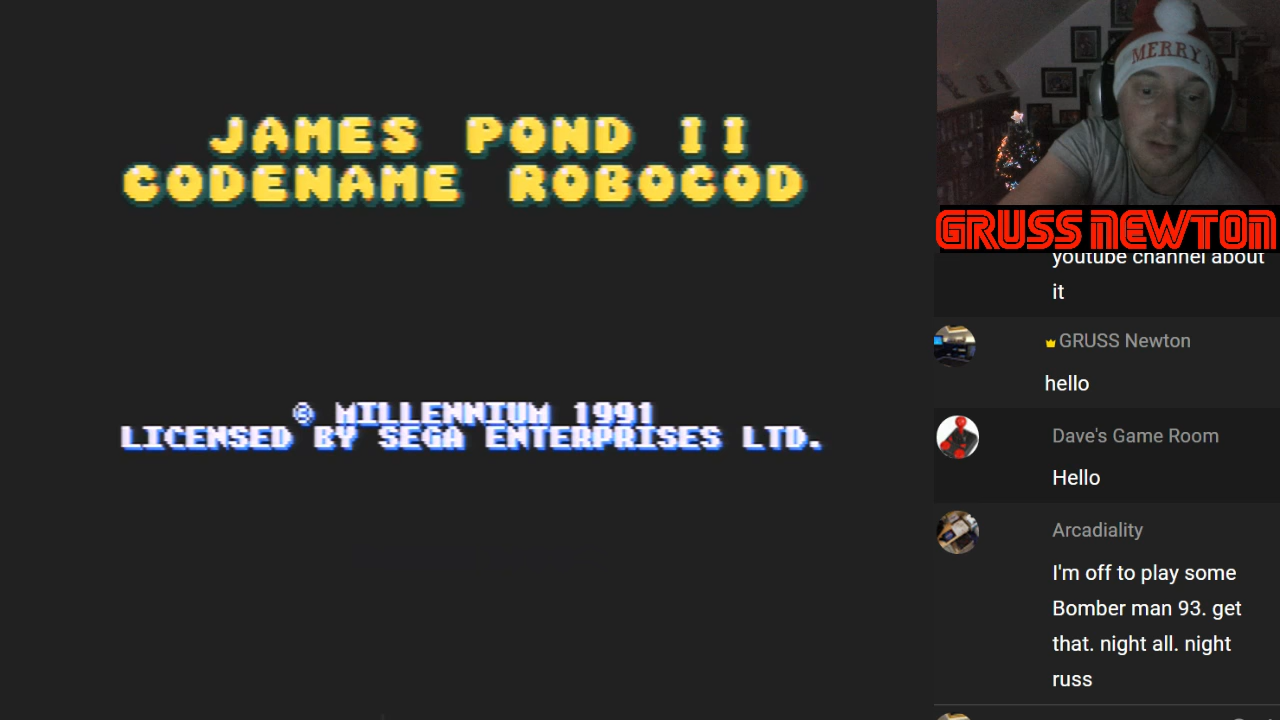 JAMES POND II
CODENAME ROBOCOD
© MILLENNIUM 1991
LICENSED BY SEGA ENTERPRISES LTD.
MERRY
GRUSS NEWTON
youtube channel about
it
GRUSS Newton
hello
Dave's Game Room
Hello
Arcadiality
I'm off to play some
Bomber man 93. get
that. night all. night
russ